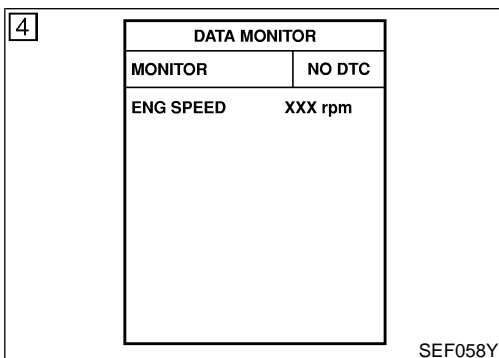 4
DATA MONITOR
MONITOR NO DTC
ENG SPEED XXX rpm
SEF058Y